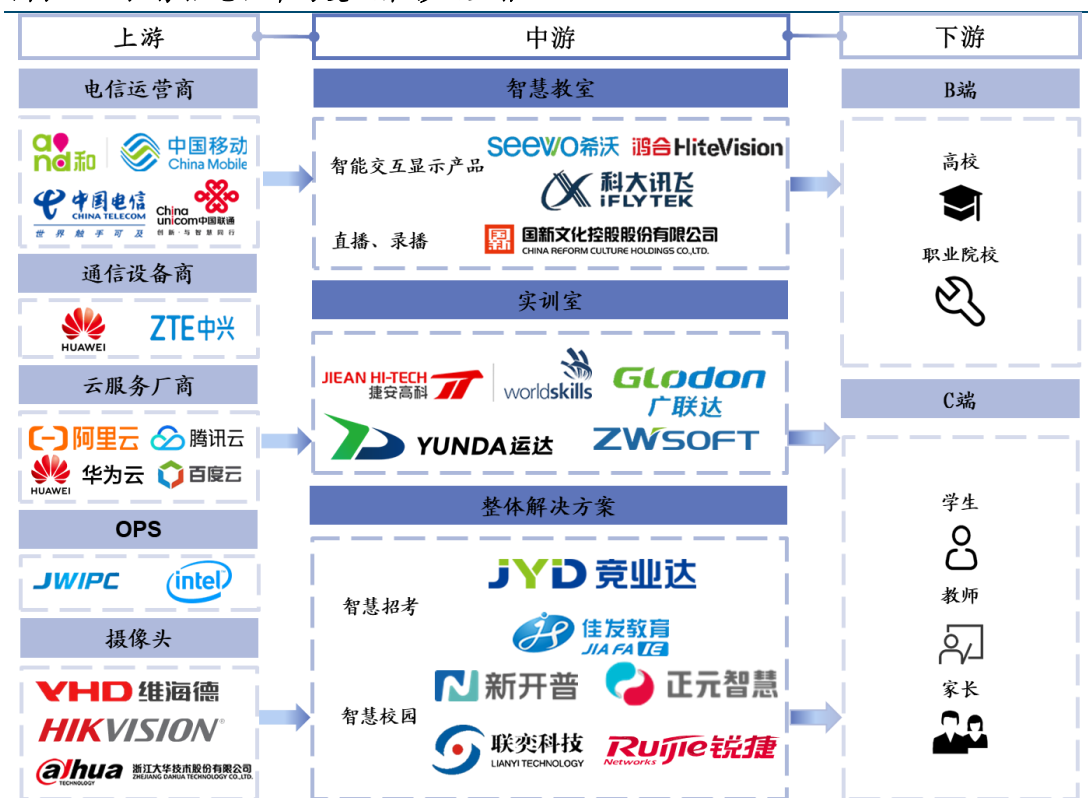 上游
中游
下游
电信运营商
and和
中国移动
China Mobile
中国电信
CHINA TELECOM
世界触手可及
China
unicom中国联通
创新·与智慧同行
通信设备商
HUAWEI
ZTE中兴
云服务厂商
阿里云
腾讯云
HUAWEI
华为云
百度云
OPS
JWIPC
intel
摄像头
VHD维海德
HIKVISION®
alhua
TECHNOLOGY
浙江大华技术股份有限公司
ZHEJIANG DAHUA TECHNOLOGY CO.,LTD.
智慧教室
智能交互显示产品
seewo希沃
鸿合HiteVision
科大讯飞
iFLYTEK
直播、录播
国新
国新文化控股股份有限公司
CHINA REFORM CULTURE HOLDINGS CO.,LTD.
实训室
JIEAN HI-TECH
捷安高科
worldskills
GLodon
广联达
YUNDA运达
ZWSOFT
整体解决方案
智慧招考
JYD竞业达
佳发教育
JIAFA IE
新开普
正元智慧
智慧校园
联奕科技
LIANYI TECHNOLOGY
Ruijie锐捷
Networks
B端
高校
职业院校
C端
学生
教师
家长